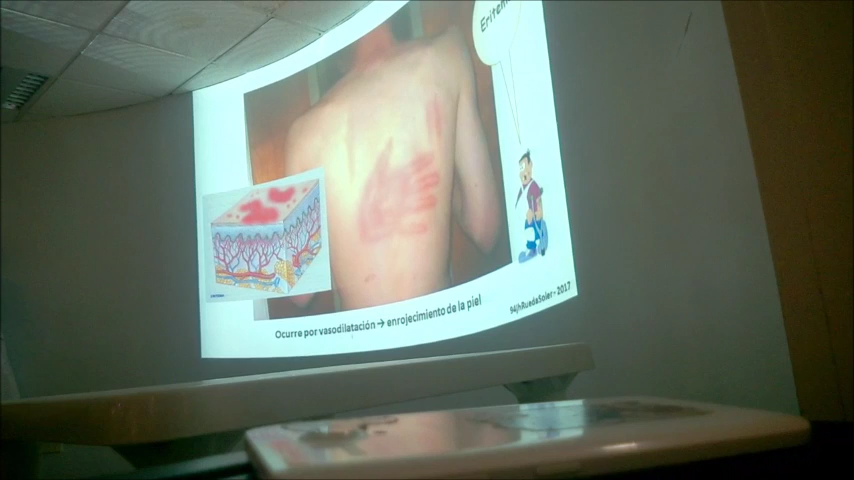 Ocurre por vasodilatación → enrojecimiento de la piel
94jhRuedaSoler - 2017